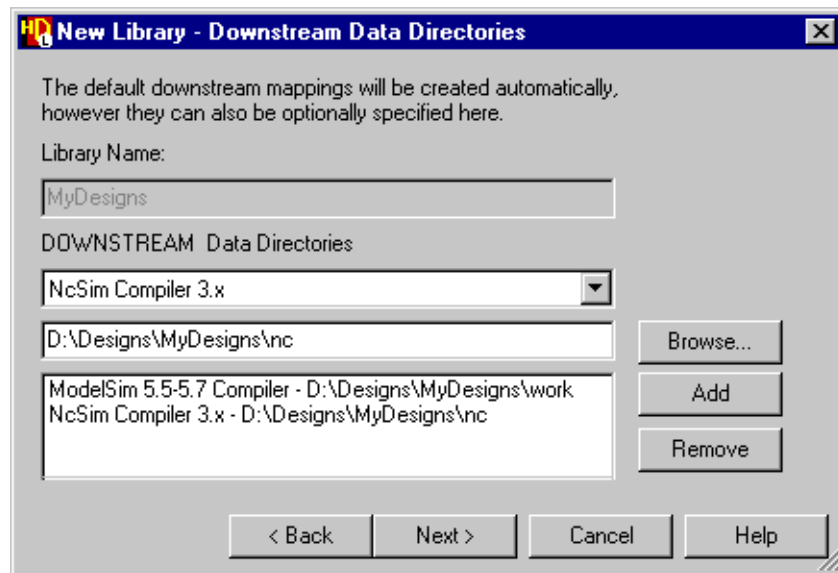 HD L New Library - Downstream Data Directories
The default downstream mappings will be created automatically,
however they can also be optionally specified here.
Library Name:
MyDesigns
DOWNSTREAM Data Directories
NcSim Compiler 3.x
D:\Designs\MyDesigns\nc
Browse...
ModelSim 5.5-5.7 Compiler - D:\Designs\MyDesigns\work
NcSim Compiler 3.x - D:\Designs\MyDesigns\nc
Add
Remove
< Back
Next >
Cancel
Help